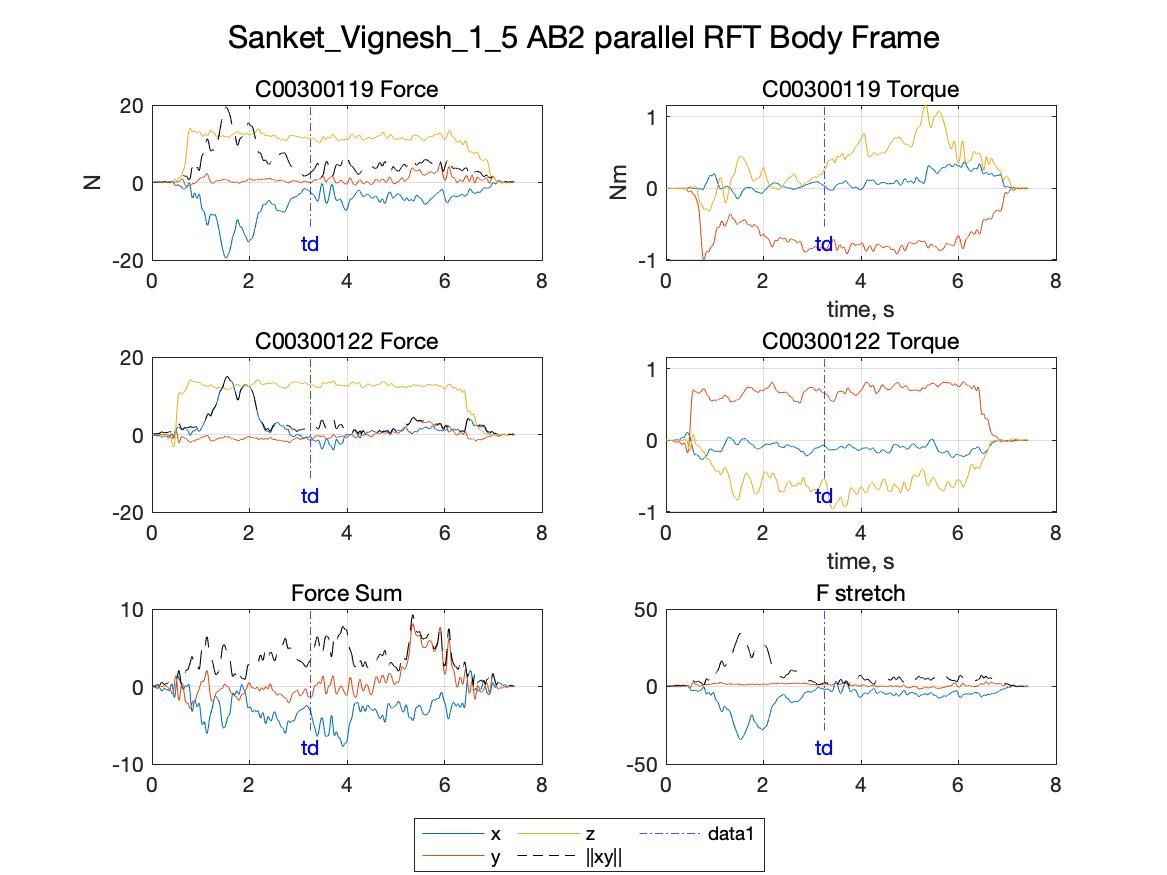 Sanket_Vignesh_1_5 AB2 parallel RFT Body Frame
C00300119 Force
20
0
-20
N
td
0 2 4 6 8
C00300119 Torque
1
0
-1
Nm
td
0 2 4 6 8
time, s
C00300122 Force
20
0
-20
td
0 2 4 6 8
C00300122 Torque
1
0
-1
td
0 2 4 6 8
time, s
Force Sum
10
0
-10
td
0 2 4 6 8
F stretch
50
0
-50
td
0 2 4 6 8
x z data1
y ||xy||